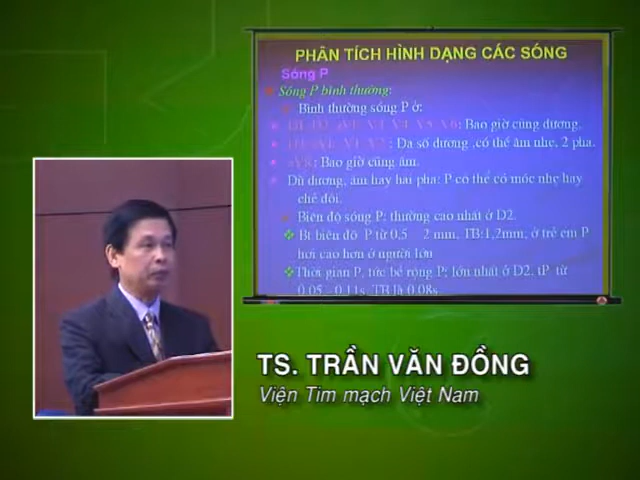 PHÂN TÍCH HÌNH DẠNG CÁC SÓNG
Sóng P
Sóng P bình thường:
Bình thường sóng P ở:
V3, V4, V5, V6: Bao giờ cũng dương.
: Đa số dương ,có thể âm nhẹ, 2 pha.
aVR: Bao giờ cũng âm.
Dù dương, âm hay hai pha: P có thể có móc nhẹ hay
chẻ đôi.
Biên độ sóng P: thường cao nhất ở D2.
Bt biên độ P từ 0,5 2 mm, TB:1,2mm, ở trẻ em P
hơi cao hơn ở người lớn
Thời gian P, tức bề rộng P: lớn nhất ở D2. tP từ
0.05 - 0.11s. TB là 0.08s.
TS. TRẦN VĂN ĐỒNG
Viện Tim mạch Việt Nam